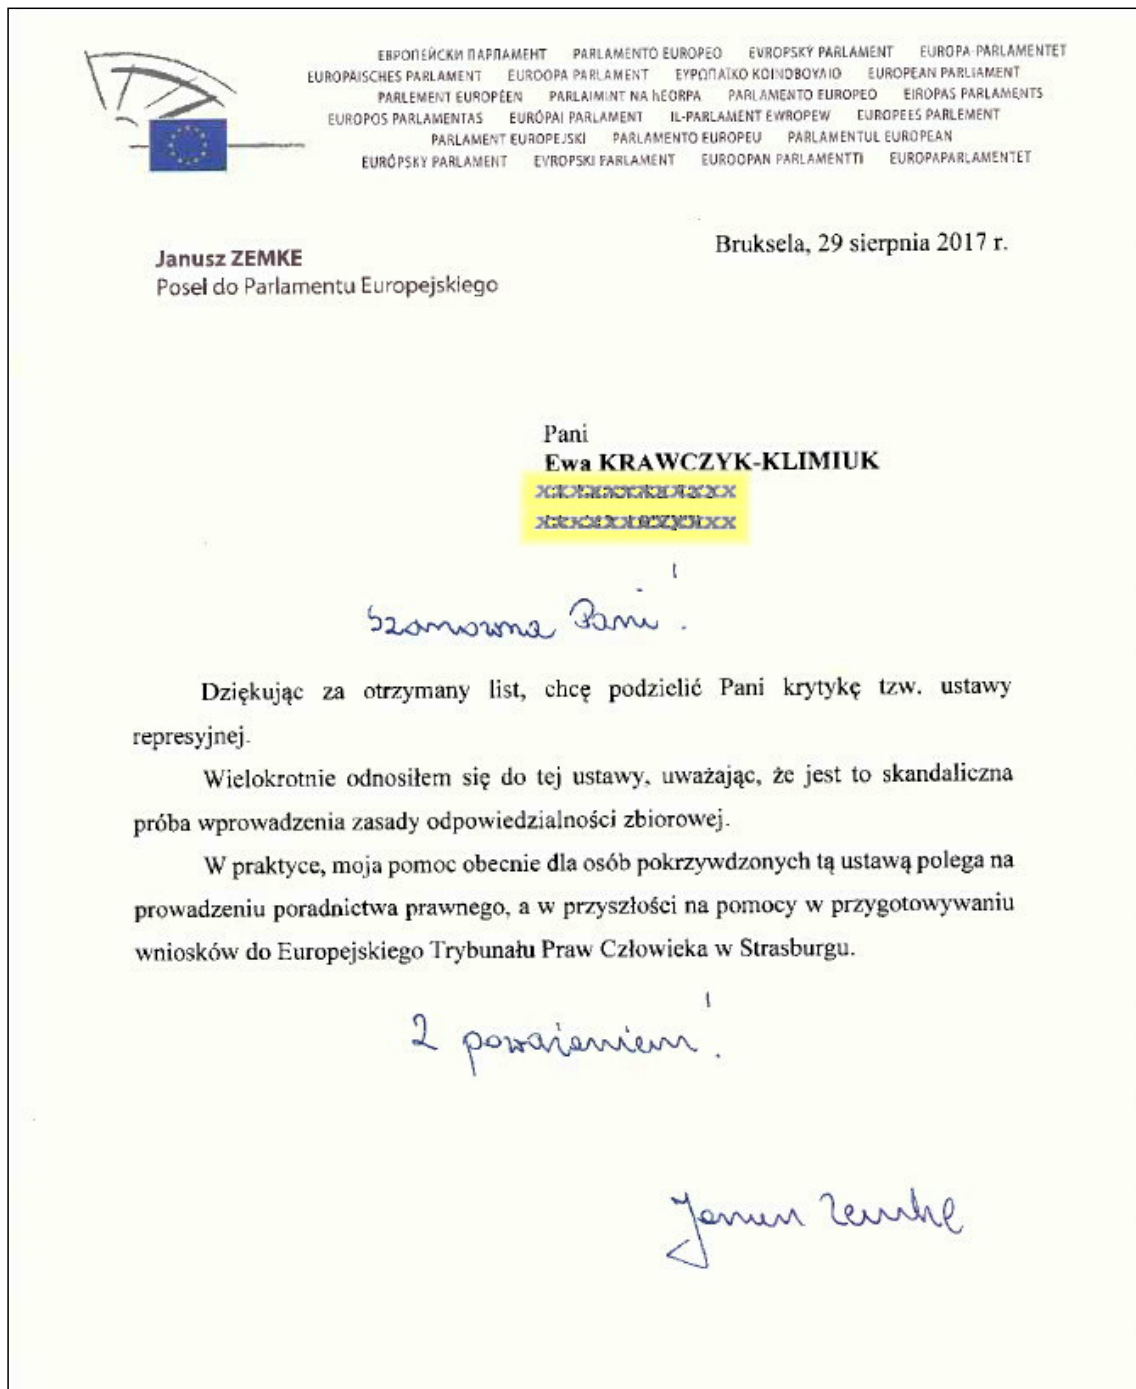 ЕВРОПЕЙСКИ ПАРЛАМЕНТ PARLAMENTO EUROPEO EVROPSKÝ PARLAMENT EUROPA-PARLAMENTET
EUROPÄISCHES PARLAMENT EUROOPA PARLAMENT ΕΥΡΩΠΑΪΚΟ ΚΟΙΝΟΒΟΥΛΙΟ EUROPEAN PARLIAMENT
PARLEMENT EUROPÉEN PARLAIMINT NA hEORPA PARLAMENTO EUROPEO EIROPAS PARLAMENTS
EUROPOS PARLAMENTAS EURÓPAI PARLAMENT IL-PARLAMENT EWROPEW EUROPEES PARLEMENT
PARLAMENT EUROPEJSKI PARLAMENTO EUROPEU PARLAMENTUL EUROPEAN
EURÓPSKY PARLAMENT EVROPSKI PARLAMENT EUROOPAN PARLAMENTTI EUROPAPARLAMENTET
Janusz ZEMKE
Poseł do Parlamentu Europejskiego
Bruksela, 29 sierpnia 2017 r.
Pani
Ewa KRAWCZYK-KLIMIUK
Szanowna Pani!
Dziękując za otrzymany list, chcę podzielić Pani krytykę tzw. ustawy
represyjnej.
Wielokrotnie odnosiłem się do tej ustawy, uważając, że jest to skandaliczna
próba wprowadzenia zasady odpowiedzialności zbiorowej.
W praktyce, moja pomoc obecnie dla osób pokrzywdzonych tą ustawą polega na
prowadzeniu poradnictwa prawnego, a w przyszłości na pomocy w przygotowywaniu
wniosków do Europejskiego Trybunału Praw Człowieka w Strasburgu.
Z poważaniem!
Janusz Zemke